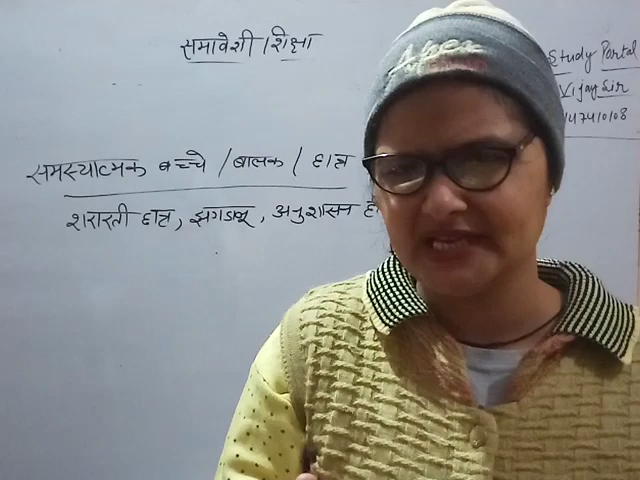 समावेशी शिक्षा
Study Portal
Vijay Sir
समस्यात्मक बच्चे / बालक / छात्र
शरारती छात्र, झगडालू, अनुशासन ही